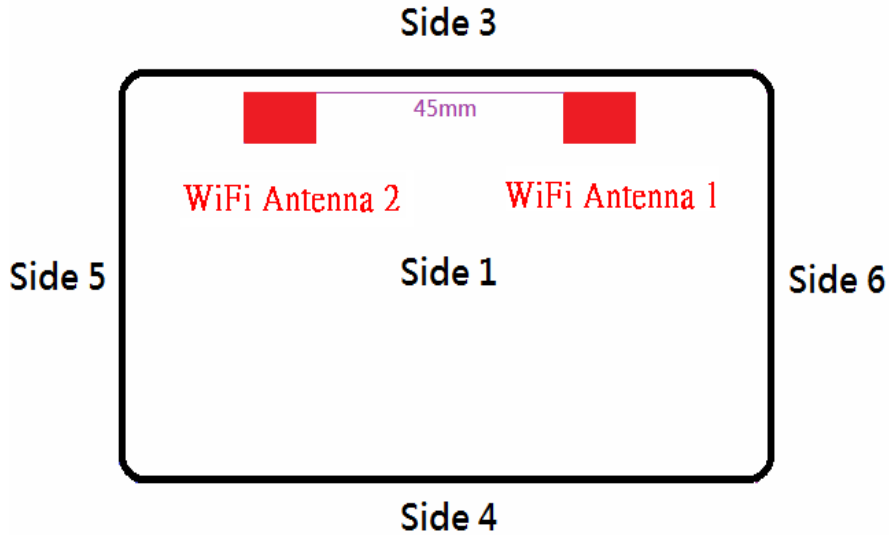 Side 3
45mm
WiFi Antenna 2
WiFi Antenna 1
Side 5
Side 1
Side 6
Side 4